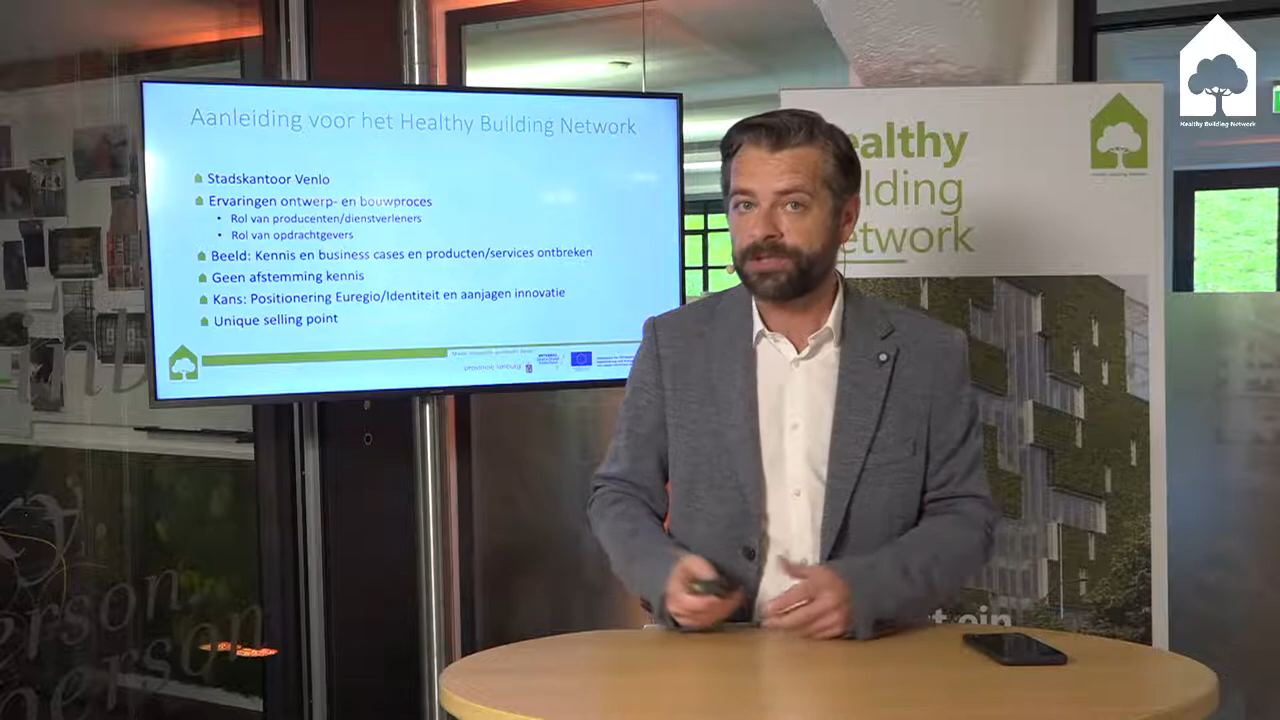 Aanleiding voor het Healthy Building Network
Stadskantoor Venlo
Ervaringen ontwerp- en bouwproces
• Rol van producenten/dienstverleners
• Rol van opdrachtgevers
Beeld: Kennis en business cases en producten/services ontbreken
Geen afstemming kennis
Kans: Positionering Euregio/Identiteit en aanjagen innovatie
Unique selling point
provincie limburg
ealthy
ilding
etwork
Healthy Building Network
erson
erson